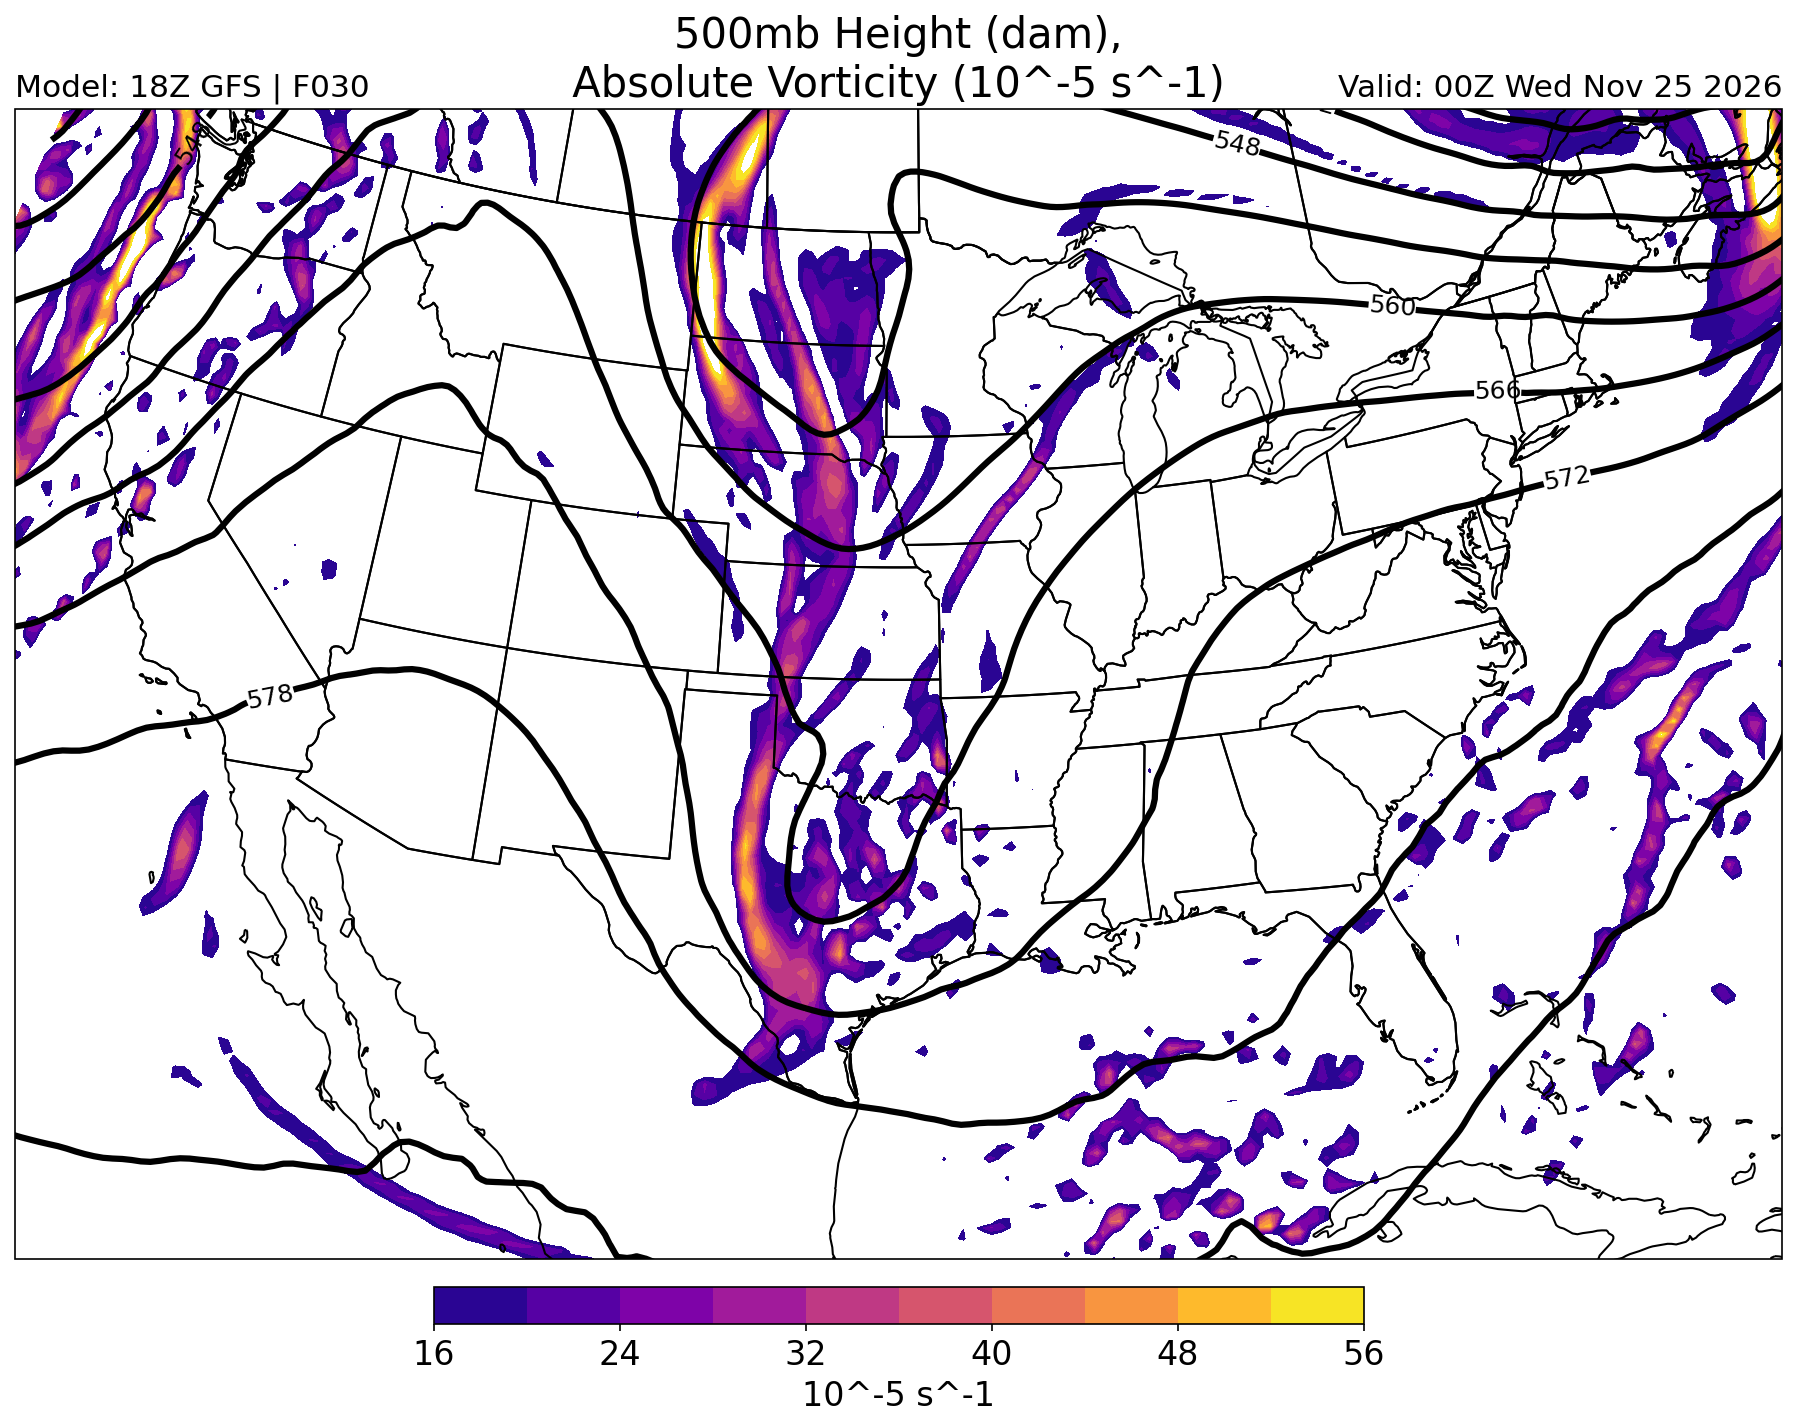 500mb Height (dam),
Model: 18Z GFS | F030
Absolute Vorticity (10^-5 s^-1)
Valid: 00Z Wed Nov 25 2026
548
548
560
566
572
578
16 24 32 40 48 56
10^-5 s^-1